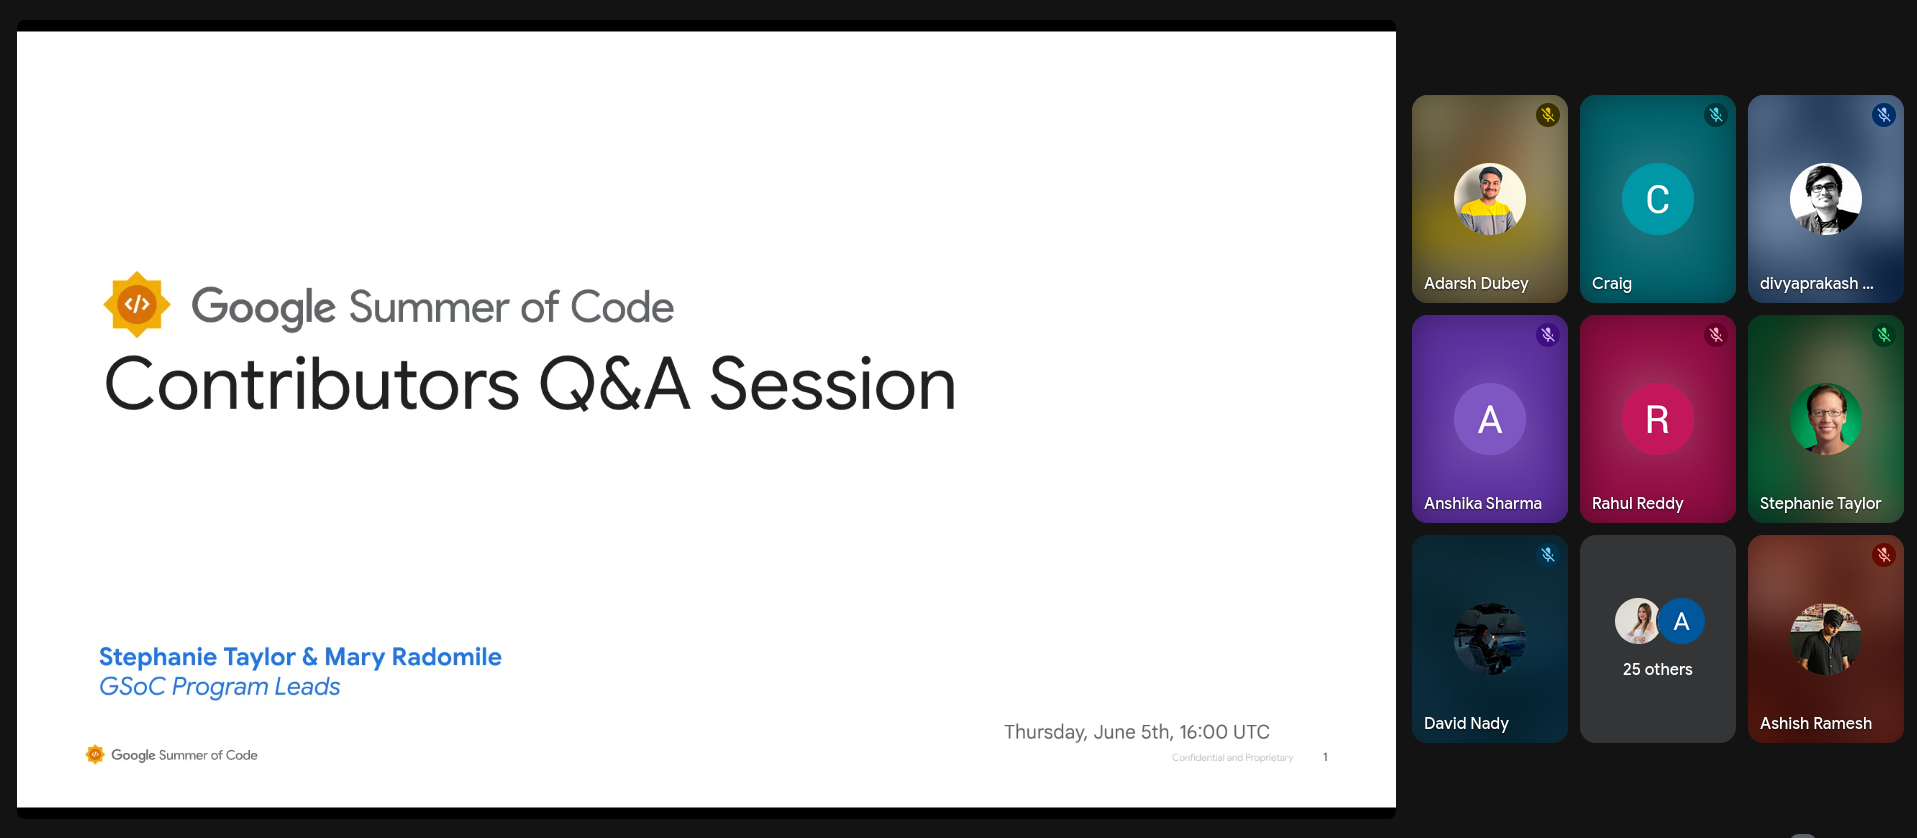 Google Summer of Code
Contributors Q&A Session
Stephanie Taylor & Mary Radomile
GSoC Program Leads
Thursday, June 5th, 16:00 UTC
Confidential and Proprietary
1
</> Google Summer of Code
Adarsh Dubey
C
Craig
divyaprakash ...
A
Anshika Sharma
R
Rahul Reddy
Stephanie Taylor
David Nady
A
25 others
Ashish Ramesh